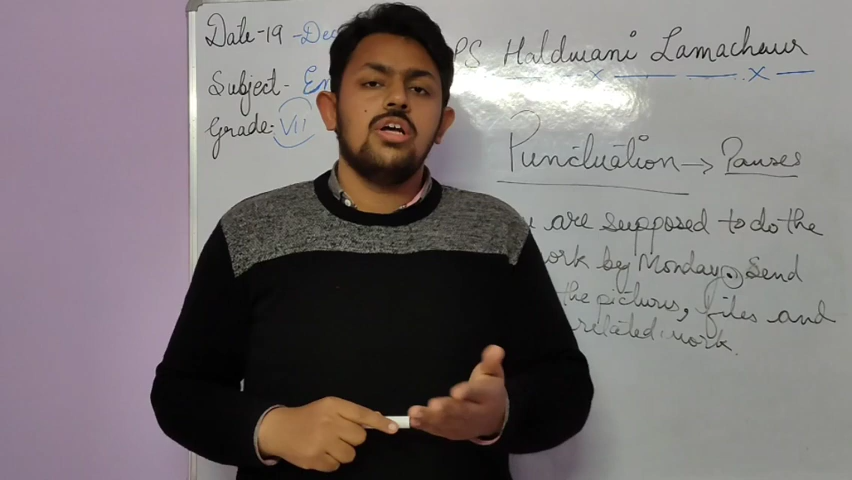 Date-19-Dec
PS Haldwani Lamachaur
Subject-En
Grade-VII
Punctuation → Pauses
are supposed to do the
ork by Monday. Send
the pictures, files and
related work.